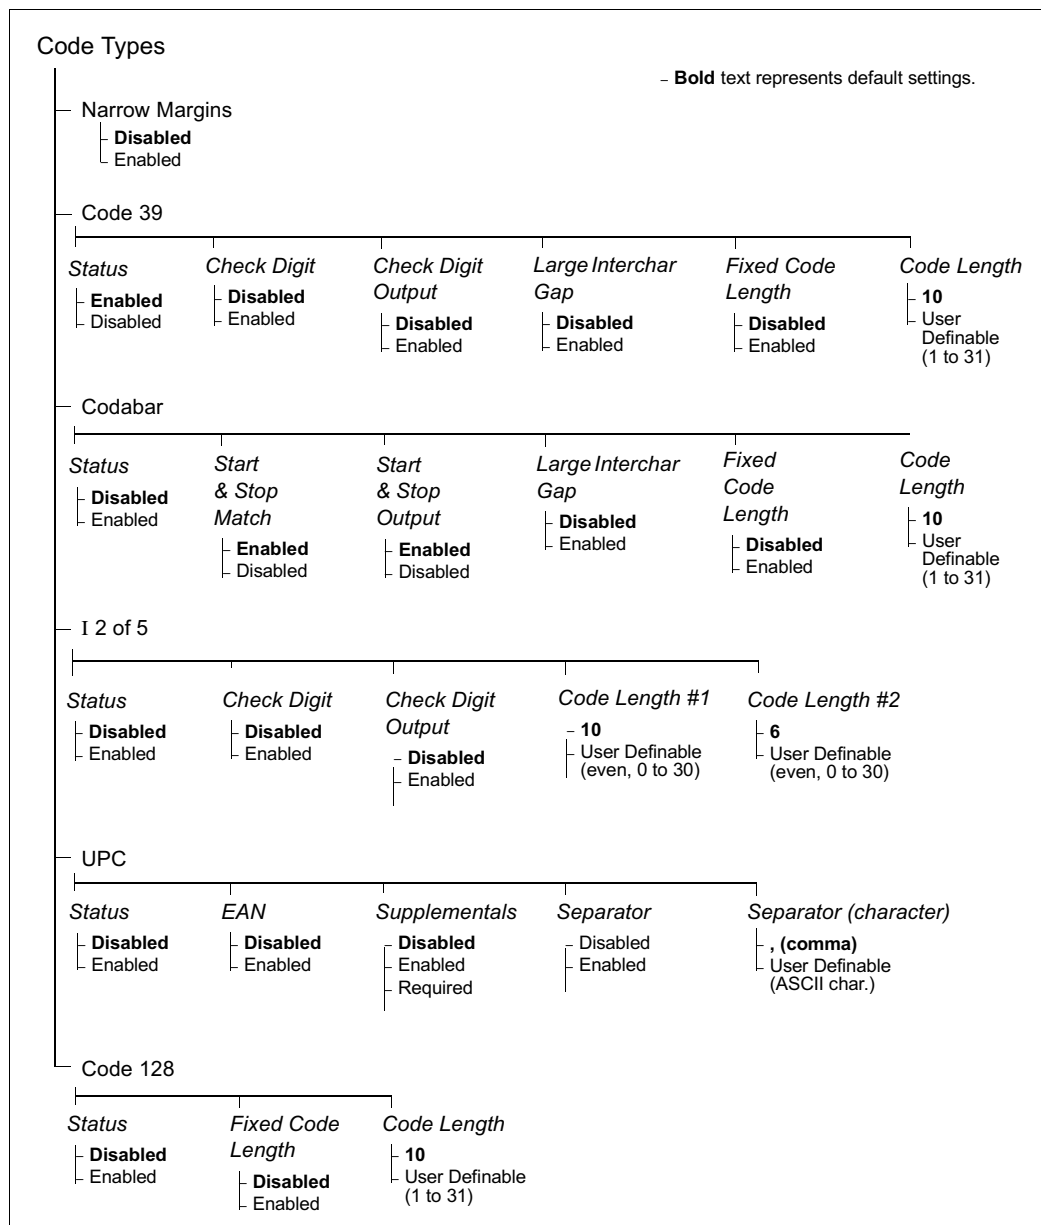 Code Types
– Bold text represents default settings.
Narrow Margins
Disabled
Enabled
Code 39
Status
Enabled
Disabled
Check Digit
Disabled
Enabled
Check Digit
Output
Disabled
Enabled
Large Interchar
Gap
Disabled
Enabled
Fixed Code
Length
Disabled
Enabled
Code Length
10
User
Definable
(1 to 31)
Codabar
Status
Disabled
Enabled
Start
& Stop
Match
Enabled
Disabled
Start
& Stop
Output
Enabled
Disabled
Large Interchar
Gap
Disabled
Enabled
Fixed
Code
Length
Disabled
Enabled
Code
Length
10
User
Definable
(1 to 31)
I 2 of 5
Status
Disabled
Enabled
Check Digit
Disabled
Enabled
Check Digit
Output
Disabled
Enabled
Code Length #1
10
User Definable
(even, 0 to 30)
Code Length #2
6
User Definable
(even, 0 to 30)
UPC
Status
Disabled
Enabled
EAN
Disabled
Enabled
Supplementals
Disabled
Enabled
Required
Separator
Disabled
Enabled
Separator (character)
, (comma)
User Definable
(ASCII char.)
Code 128
Status
Disabled
Enabled
Fixed Code
Length
Disabled
Enabled
Code Length
10
User Definable
(1 to 31)